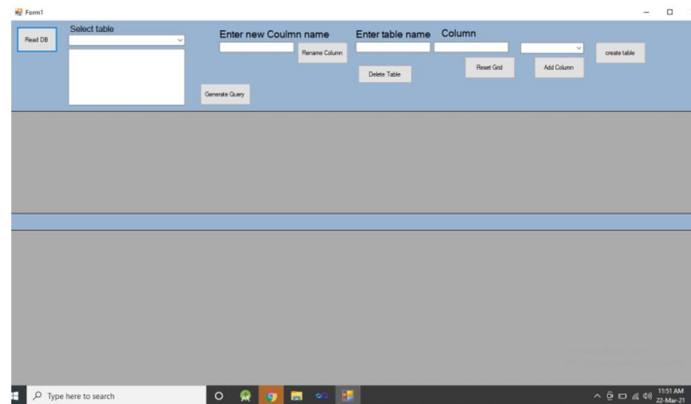 Form1
Read DB
Select table
Enter new Coulmn name
Enter table name
Column
Rename Column
create table
Delete Table
Reset Grid
Add Column
Generate Query
Type here to search
11:51 AM
22-Mar-21